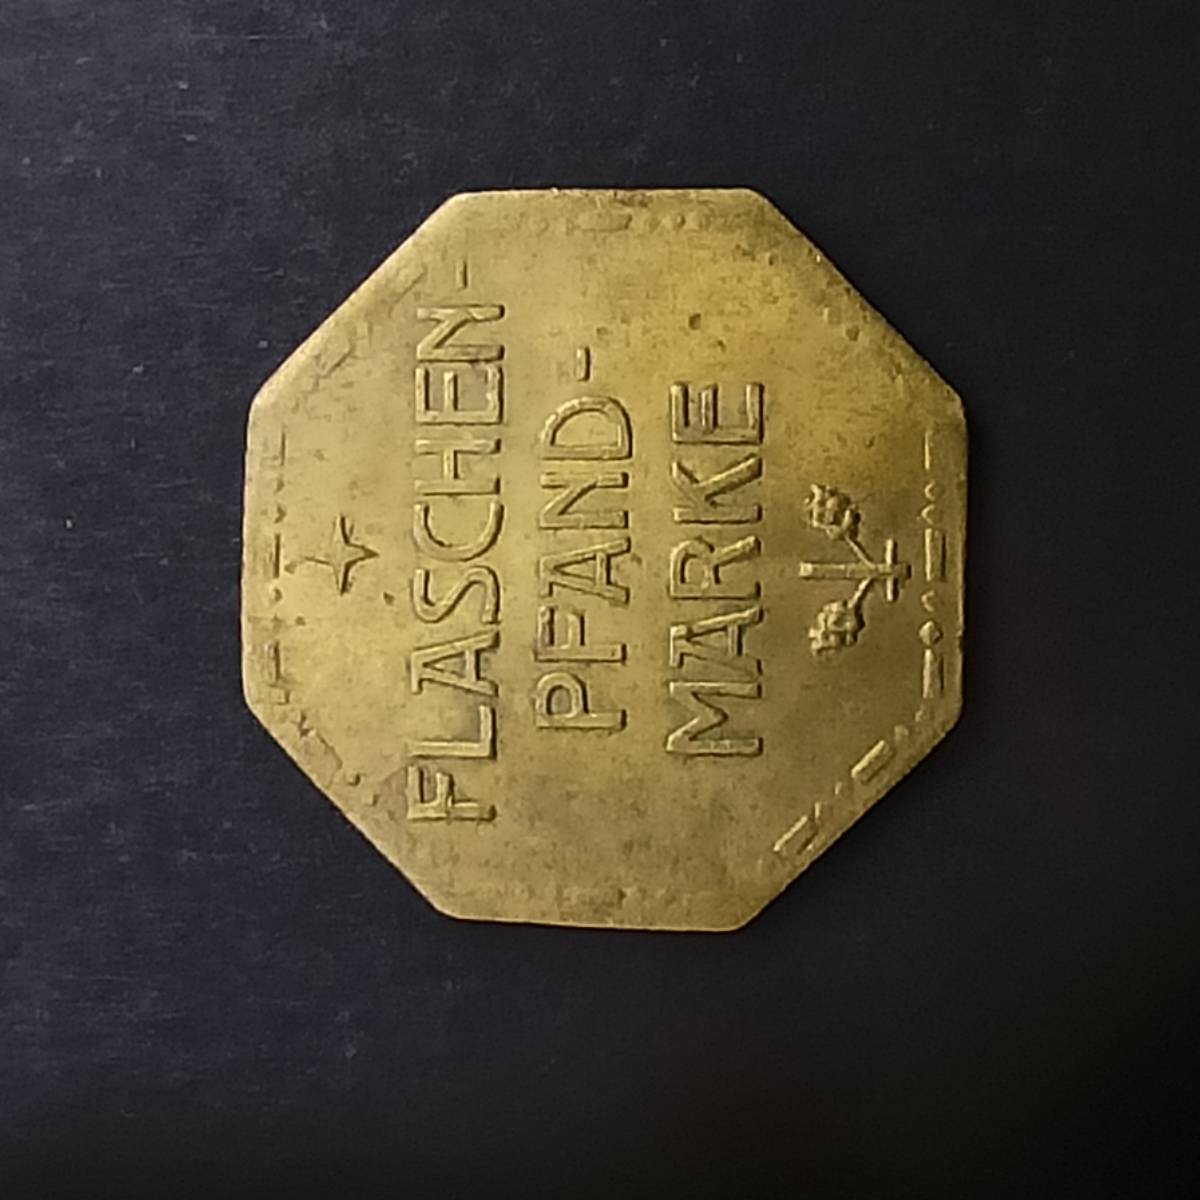 FLASCHEN-
PFAND-
MARKE